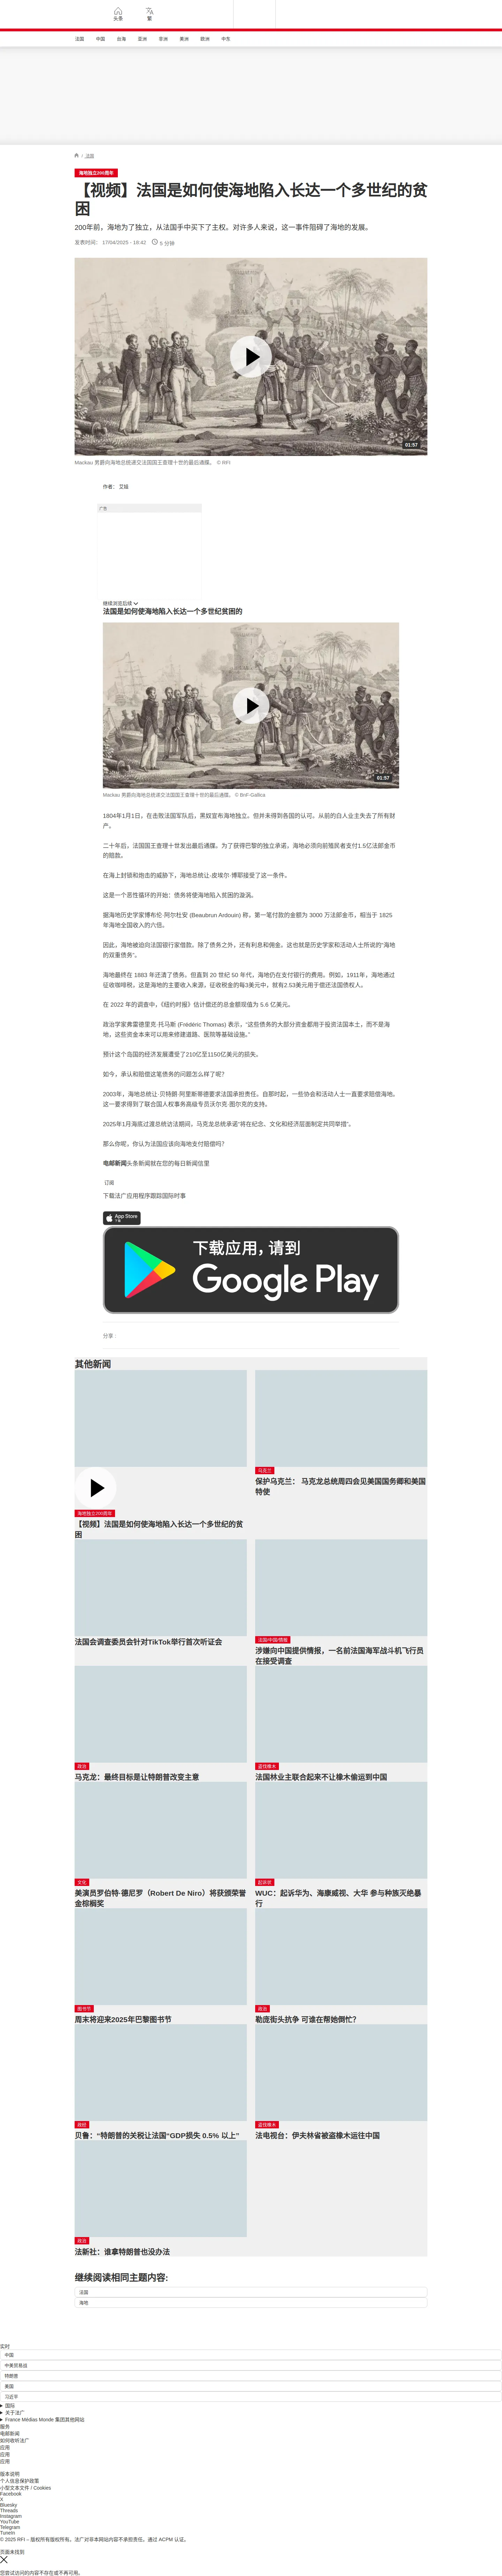 头条
繁
法国
中国
台海
亚洲
非洲
美洲
欧洲
中东
/ 法国
海地独立200周年
【视频】法国是如何使海地陷入长达一个多世纪的贫
困
200年前，海地为了独立，从法国手中买下了主权。对许多人来说，这一事件阻碍了海地的发展。
发表时间： 17/04/2025 - 16:42 5 分钟
01:57
Mackau 男爵向海地总统递交法国国王查理十世的最后通牒。 © RFI
作者： 艾娃
广告
继续浏览后续
法国是如何使海地陷入长达一个多世纪贫困的
01:57
Mackau 男爵向海地总统递交法国国王查理十世的最后通牒。 © BnF-Gallica
1804年1月1日，在击败法国军队后，黑奴宣布海地独立。但并未得到各国的认可。从前的白人业主失去了所有财
产。
二十年后，法国国王查理十世发出最后通牒。为了获得巴黎的独立承诺，海地必须向前殖民者支付1.5亿法郎金币
的赔款。
在海上封锁和炮击的威胁下，海地总统让·皮埃尔·博耶接受了这一条件。
这是一个恶性循环的开始：债务将使海地陷入贫困的漩涡。
据海地历史学家博布伦·阿尔杜安 (Beaubrun Ardouin) 称，第一笔付款的金额为 3000 万法郎金币，相当于 1825
年海地全国收入的六倍。
因此，海地被迫向法国银行家借款。除了债务之外，还有利息和佣金。这也就是历史学家和活动人士所说的“海地
的双重债务”。
海地最终在 1883 年还清了债务。但直到 20 世纪 50 年代，海地仍在支付银行的费用。例如，1911年，海地通过
征收咖啡税，这是海地的主要收入来源，征收税金的每3美元中，就有2.53美元用于偿还法国债权人。
在 2022 年的调查中，《纽约时报》估计偿还的总金额现值为 5.6 亿美元。
政治学家弗雷德里克·托马斯 (Frédéric Thomas) 表示，“这些债务的大部分资金都用于投资法国本土，而不是海
地，这些资金本来可以用来修建道路、医院等基础设施。”
预计这个岛国的经济发展遭受了210亿至1150亿美元的损失。
如今，承认和赔偿这笔债务的问题怎么样了呢？
2003年，海地总统让·贝特朗·阿里斯蒂德要求法国承担责任。自那时起，一些协会和活动人士一直要求赔偿海地。
这一要求得到了联合国人权事务高级专员沃尔克·图尔克的支持。
2025年1月海底过渡总统访法期间，马克龙总统承诺“将在纪念、文化和经济层面制定共同举措”。
那么你呢，你认为法国应该向海地支付赔偿吗？
电邮新闻头条新闻就在您的每日新闻信里
订阅
下载法广应用程序跟踪国际时事
App Store
下载
下载应用，请到
Google Play
分享 :
其他新闻
海地独立200周年
【视频】法国是如何使海地陷入长达一个多世纪的贫
困
乌克兰
保护乌克兰： 马克龙总统周四会见美国国务卿和美国
特使
法国会调查委员会针对TikTok举行首次听证会
法国/中国/情报
涉嫌向中国提供情报，一名前法国海军战斗机飞行员
在接受调查
政治
马克龙：最终目标是让特朗普改变主意
盗伐橡木
法国林业主联合起来不让橡木偷运到中国
文化
美演员罗伯特·德尼罗（Robert De Niro）将获颁荣誉
金棕榈奖
起诉状
WUC：起诉华为、海康威视、大华 参与种族灭绝暴
行
图书节
周末将迎来2025年巴黎图书节
政治
勒庞街头抗争 可谁在帮她倒忙?
政经
贝鲁：“特朗普的关税让法国“GDP损失 0.5% 以上”
盗伐橡木
法电视台：伊夫林省被盗橡木运往中国
政治
法新社：谁拿特朗普也没办法
继续阅读相同主题内容:
法国
海地
实时
中国
中美贸易战
特朗普
美国
习近平
国际
关于法广
France Médias Monde 集团其他网站
服务
电邮新闻
如何收听法广
应用
应用
应用
版本说明
个人信息保护政策
小型文本文件 / Cookies
Facebook
X
Bluesky
Threads
Instagram
YouTube
Telegram
TuneIn
© 2025 RFI – 版权所有版权所有。法广对非本网站内容不承担责任。通过 ACPM 认证。
页面未找到
您尝试访问的内容不存在或不再可用。